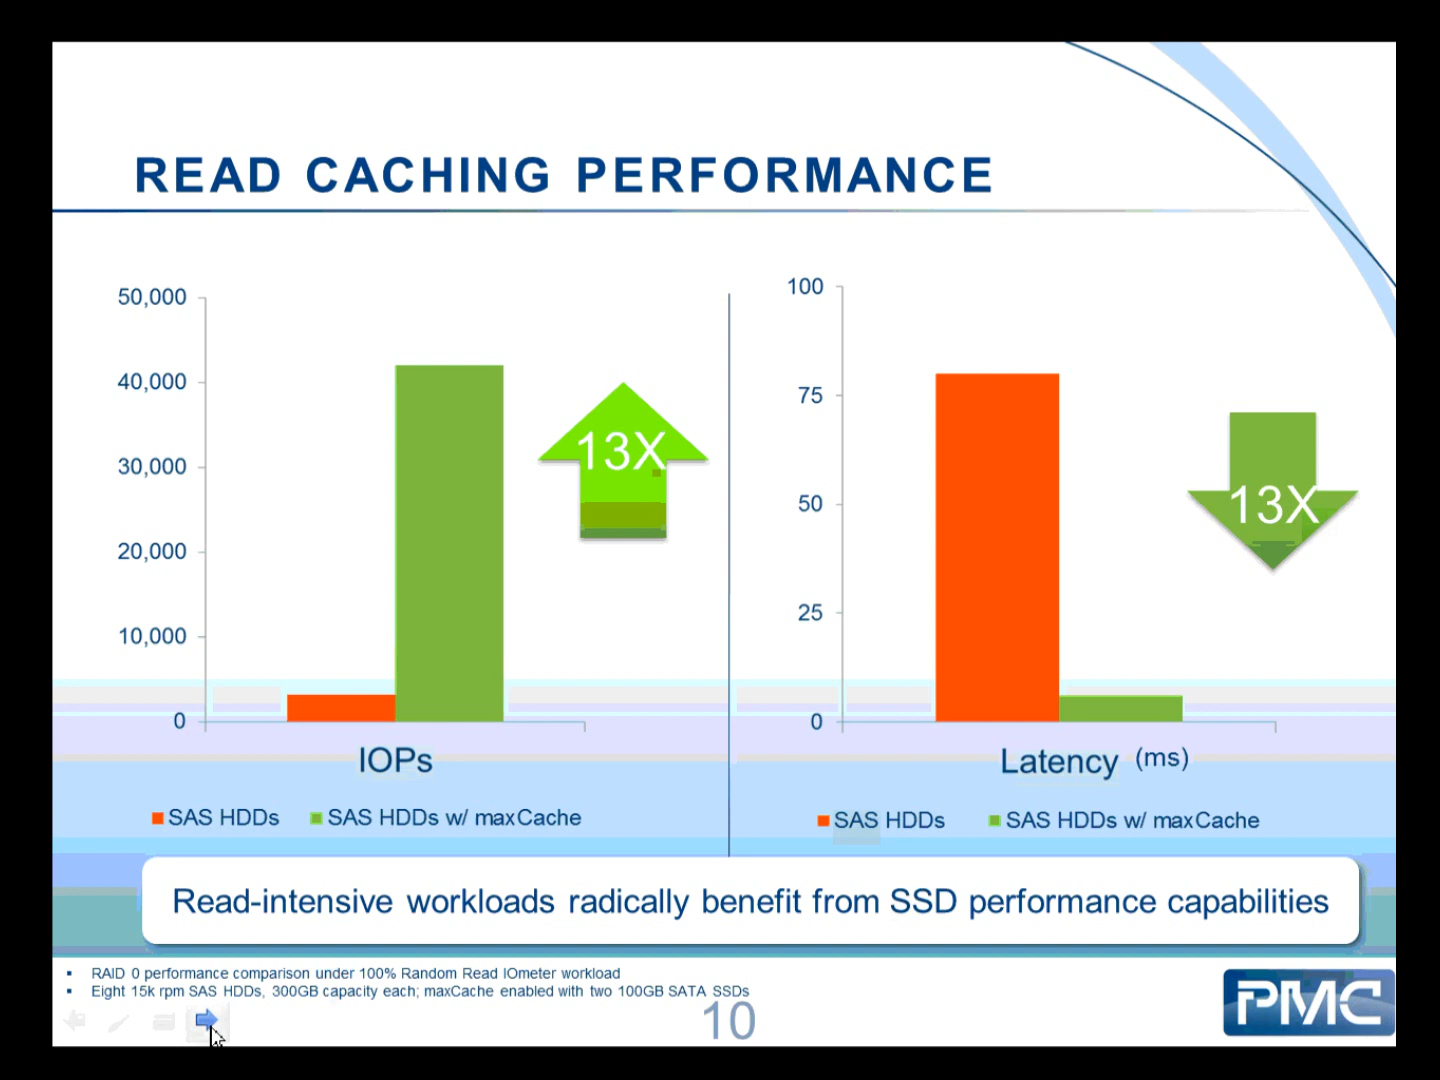 READ CACHING PERFORMANCE
50,000
40,000
30,000
20,000
10,000
0
13X
IOPs
SAS HDDs
SAS HDDs w/ maxCache
100
75
50
25
0
13X
Latency (ms)
SAS HDDs
SAS HDDs w/ maxCache
Read-intensive workloads radically benefit from SSD performance capabilities
▪ RAID 0 performance comparison under 100% Random Read IOmeter workload
▪ Eight 15k rpm SAS HDDs, 300GB capacity each; maxCache enabled with two 100GB SATA SSDs
10
PMC